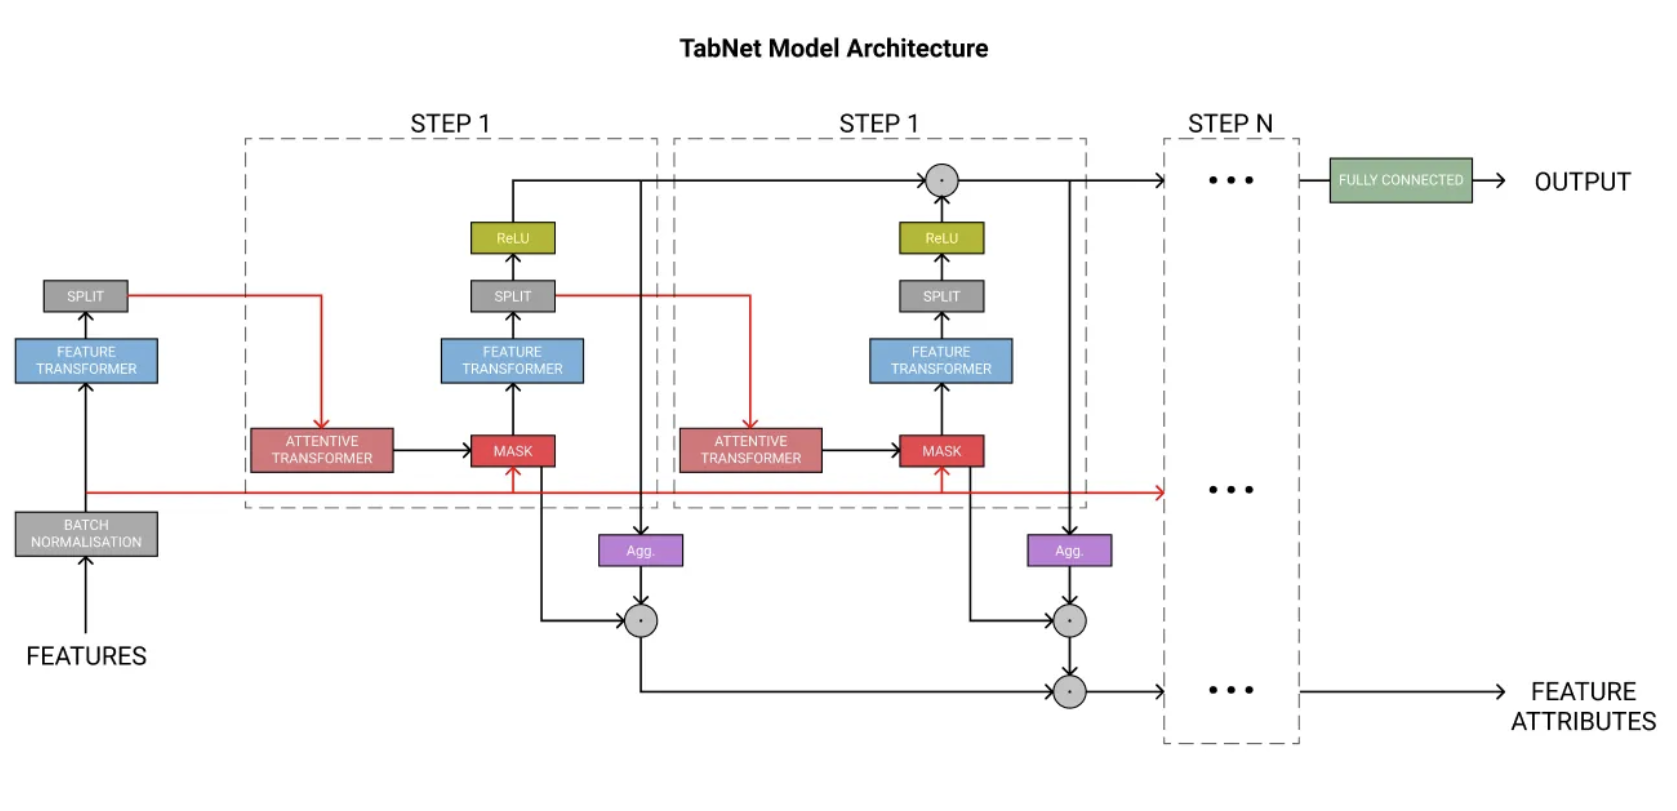 TabNet Model Architecture
STEP 1
STEP 1
STEP N
FULLY CONNECTED
OUTPUT
ReLU
ReLU
SPLIT
SPLIT
SPLIT
FEATURE
TRANSFORMER
FEATURE
TRANSFORMER
FEATURE
TRANSFORMER
ATTENTIVE
TRANSFORMER
MASK
ATTENTIVE
TRANSFORMER
MASK
BATCH
NORMALISATION
Agg.
Agg.
FEATURES
FEATURE
ATTRIBUTES